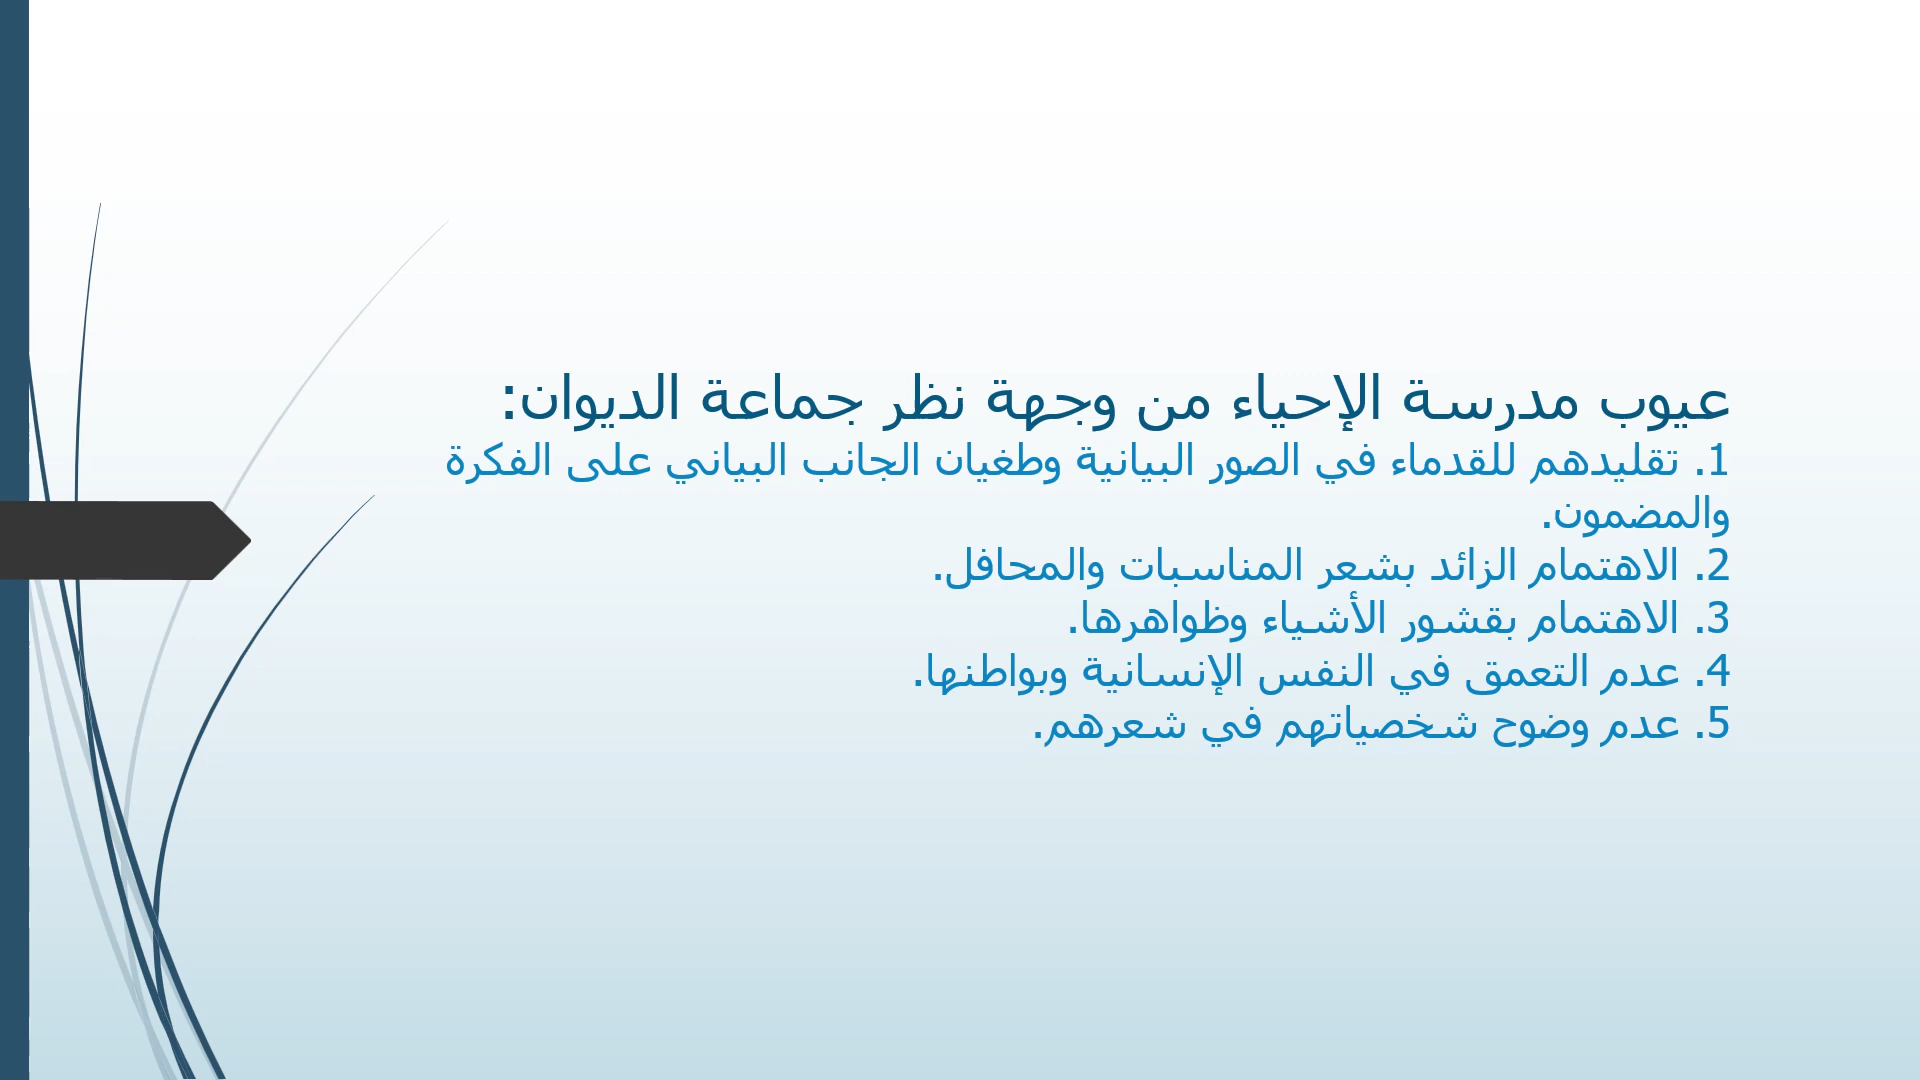 عيوب مدرسة الإحياء من وجهة نظر جماعة الديوان:
1. تقليدهم للقدماء في الصور البيانية وطغيان الجانب البياني على الفكرة
والمضمون.
2. الاهتمام الزائد بشعر المناسبات والمحافل.
3. الاهتمام بقشور الأشياء وظواهرها.
4. عدم التعمق في النفس الإنسانية وبواطنها.
5. عدم وضوح شخصياتهم في شعرهم.